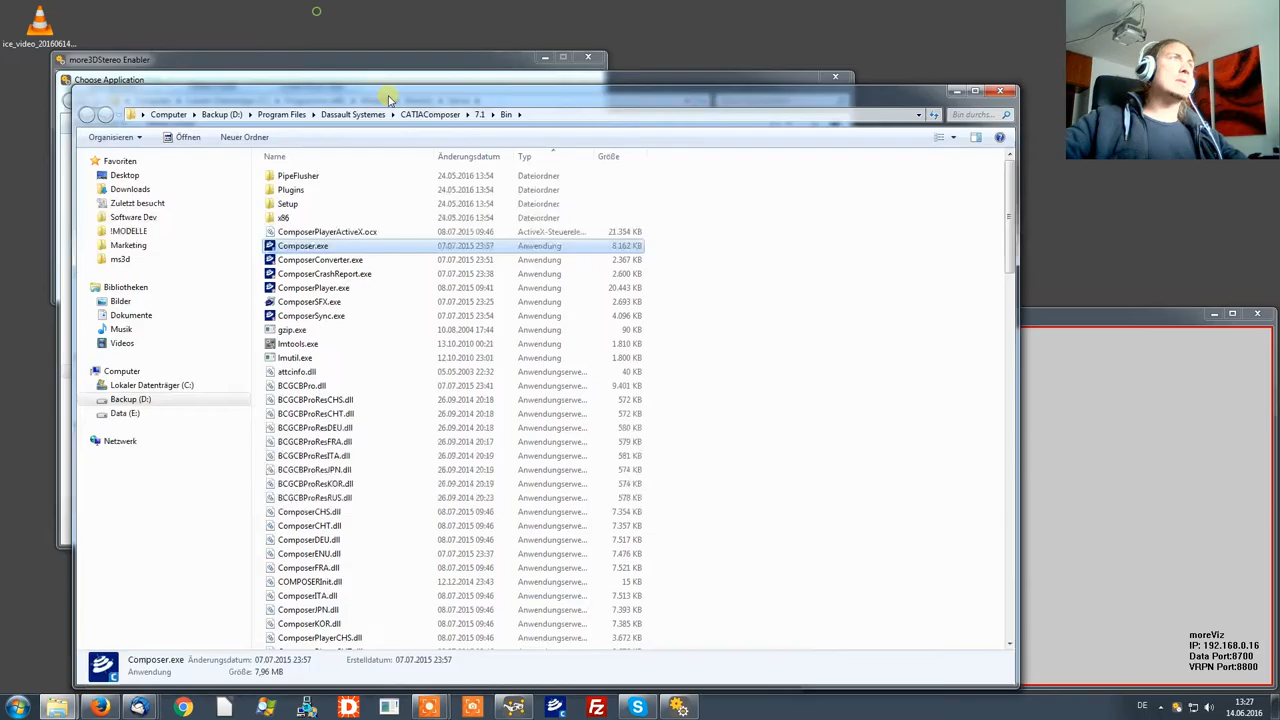 ice_video_20160614...
more3DStereo Enabler
Choose Application
Computer Backup (D:) Program Files Dassault Systemes CATIAComposer 7.1 Bin Bin durchs...
Organisieren Öffnen Neuer Ordner
Name Änderungsdatum Typ Größe
Favoriten
Desktop
Downloads
Zuletzt besucht
Software Dev
!MODELLE
Marketing
ms3d
Bibliotheken
Bilder
Dokumente
Musik
Videos
Computer
Lokaler Datenträger (C:)
Backup (D:)
Data (E:)
Netzwerk
PipeFlusher 24.05.2016 13:54 Dateiordner
Plugins 24.05.2016 13:54 Dateiordner
Setup 24.05.2016 13:54 Dateiordner
x86 24.05.2016 13:54 Dateiordner
ComposerPlayerActiveX.ocx 08.07.2015 09:46 ActiveX-Steuerele... 21.354 KB
Composer.exe 07.07.2015 23:57 Anwendung 8.162 KB
ComposerConverter.exe 07.07.2015 23:51 Anwendung 2.367 KB
ComposerCrashReport.exe 07.07.2015 23:38 Anwendung 2.600 KB
ComposerPlayer.exe 08.07.2015 09:41 Anwendung 20.443 KB
ComposerSFX.exe 07.07.2015 23:25 Anwendung 2.693 KB
ComposerSync.exe 07.07.2015 23:54 Anwendung 4.096 KB
gzip.exe 10.08.2004 17:44 Anwendung 90 KB
lmtools.exe 13.10.2010 00:21 Anwendung 1.810 KB
lmutil.exe 12.10.2010 23:01 Anwendung 1.800 KB
attcinfo.dll 05.05.2003 22:32 Anwendungserwe... 40 KB
BCGCBPro.dll 07.07.2015 23:41 Anwendungserwe... 9.401 KB
BCGCBProResCHS.dll 26.09.2014 20:18 Anwendungserwe... 572 KB
BCGCBProResCHT.dll 26.09.2014 20:18 Anwendungserwe... 572 KB
BCGCBProResDEU.dll 26.09.2014 20:18 Anwendungserwe... 580 KB
BCGCBProResFRA.dll 26.09.2014 20:17 Anwendungserwe... 579 KB
BCGCBProResITA.dll 26.09.2014 20:19 Anwendungserwe... 581 KB
BCGCBProResJPN.dll 26.09.2014 20:19 Anwendungserwe... 574 KB
BCGCBProResKOR.dll 26.09.2014 20:19 Anwendungserwe... 574 KB
BCGCBProResRUS.dll 26.09.2014 20:23 Anwendungserwe... 578 KB
ComposerCHS.dll 08.07.2015 09:46 Anwendungserwe... 7.354 KB
ComposerCHT.dll 08.07.2015 09:46 Anwendungserwe... 7.357 KB
ComposerDEU.dll 08.07.2015 09:46 Anwendungserwe... 7.517 KB
ComposerENU.dll 07.07.2015 23:37 Anwendungserwe... 7.476 KB
ComposerFRA.dll 08.07.2015 09:46 Anwendungserwe... 7.521 KB
COMPOSERInit.dll 12.12.2014 23:43 Anwendungserwe... 15 KB
ComposerITA.dll 08.07.2015 09:46 Anwendungserwe... 7.513 KB
ComposerJPN.dll 08.07.2015 09:46 Anwendungserwe... 7.393 KB
ComposerKOR.dll 08.07.2015 09:46 Anwendungserwe... 7.385 KB
ComposerPlayerCHS.dll 08.07.2015 09:46 Anwendungserwe... 3.672 KB
Composer.exe Änderungsdatum: 07.07.2015 23:57 Erstelldatum: 07.07.2015 23:57
Anwendung Größe: 7,96 MB
moreViz
IP: 192.168.0.16
Data Port:8700
VRPN Port:8800
DE 13:27
14.06.2016